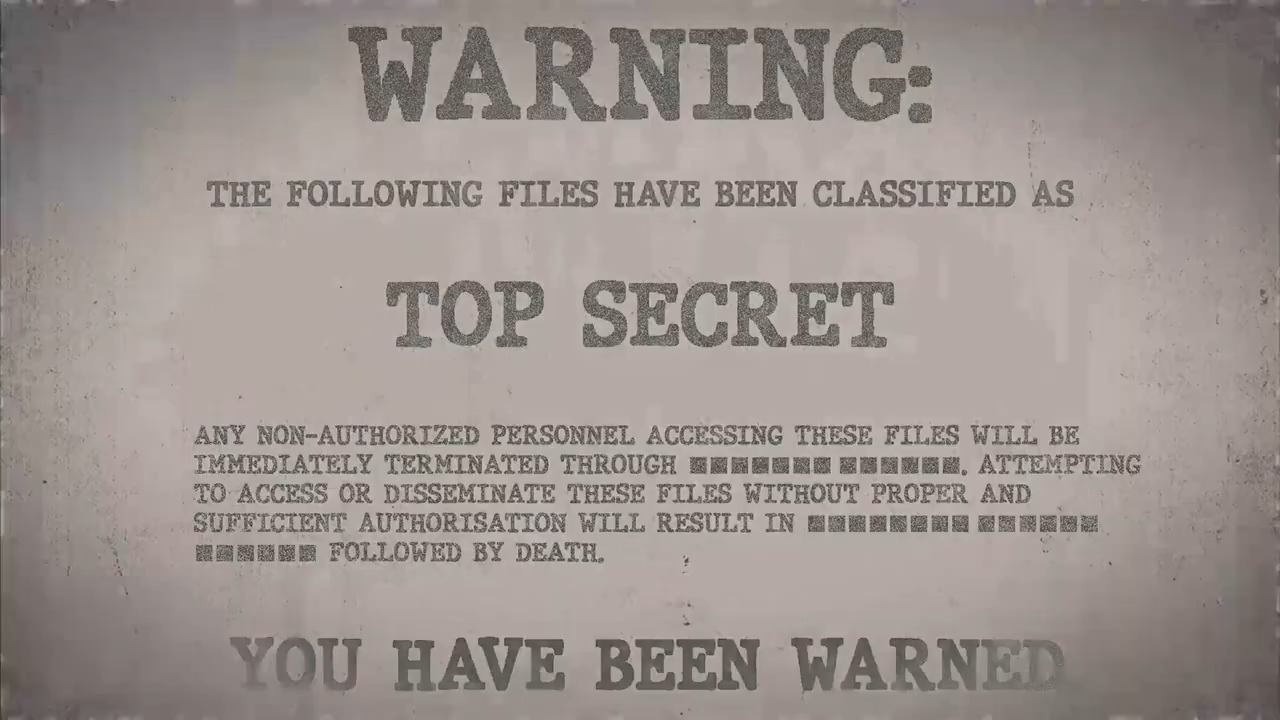 WARNING:
THE FOLLOWING FILES HAVE BEEN CLASSIFIED AS
TOP SECRET
ANY NON-AUTHORIZED PERSONNEL ACCESSING THESE FILES WILL BE
IMMEDIATELY TERMINATED THROUGH ■■■■■■■ ■■■■■■. ATTEMPTING
TO ACCESS OR DISSEMINATE THESE FILES WITHOUT PROPER AND
SUFFICIENT AUTHORISATION WILL RESULT IN ■■■■■■■■ ■■■■■■
■■■■■■ FOLLOWED BY DEATH.
YOU HAVE BEEN WARNED